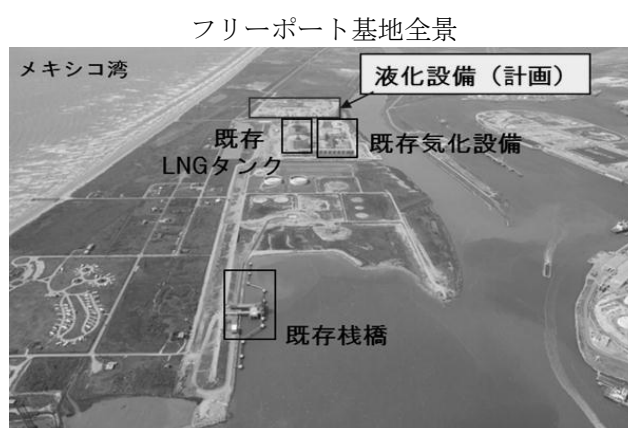 フリーポート基地全景
メキシコ湾
液化設備（計画）
既存
LNGタンク
既存気化設備
既存桟橋